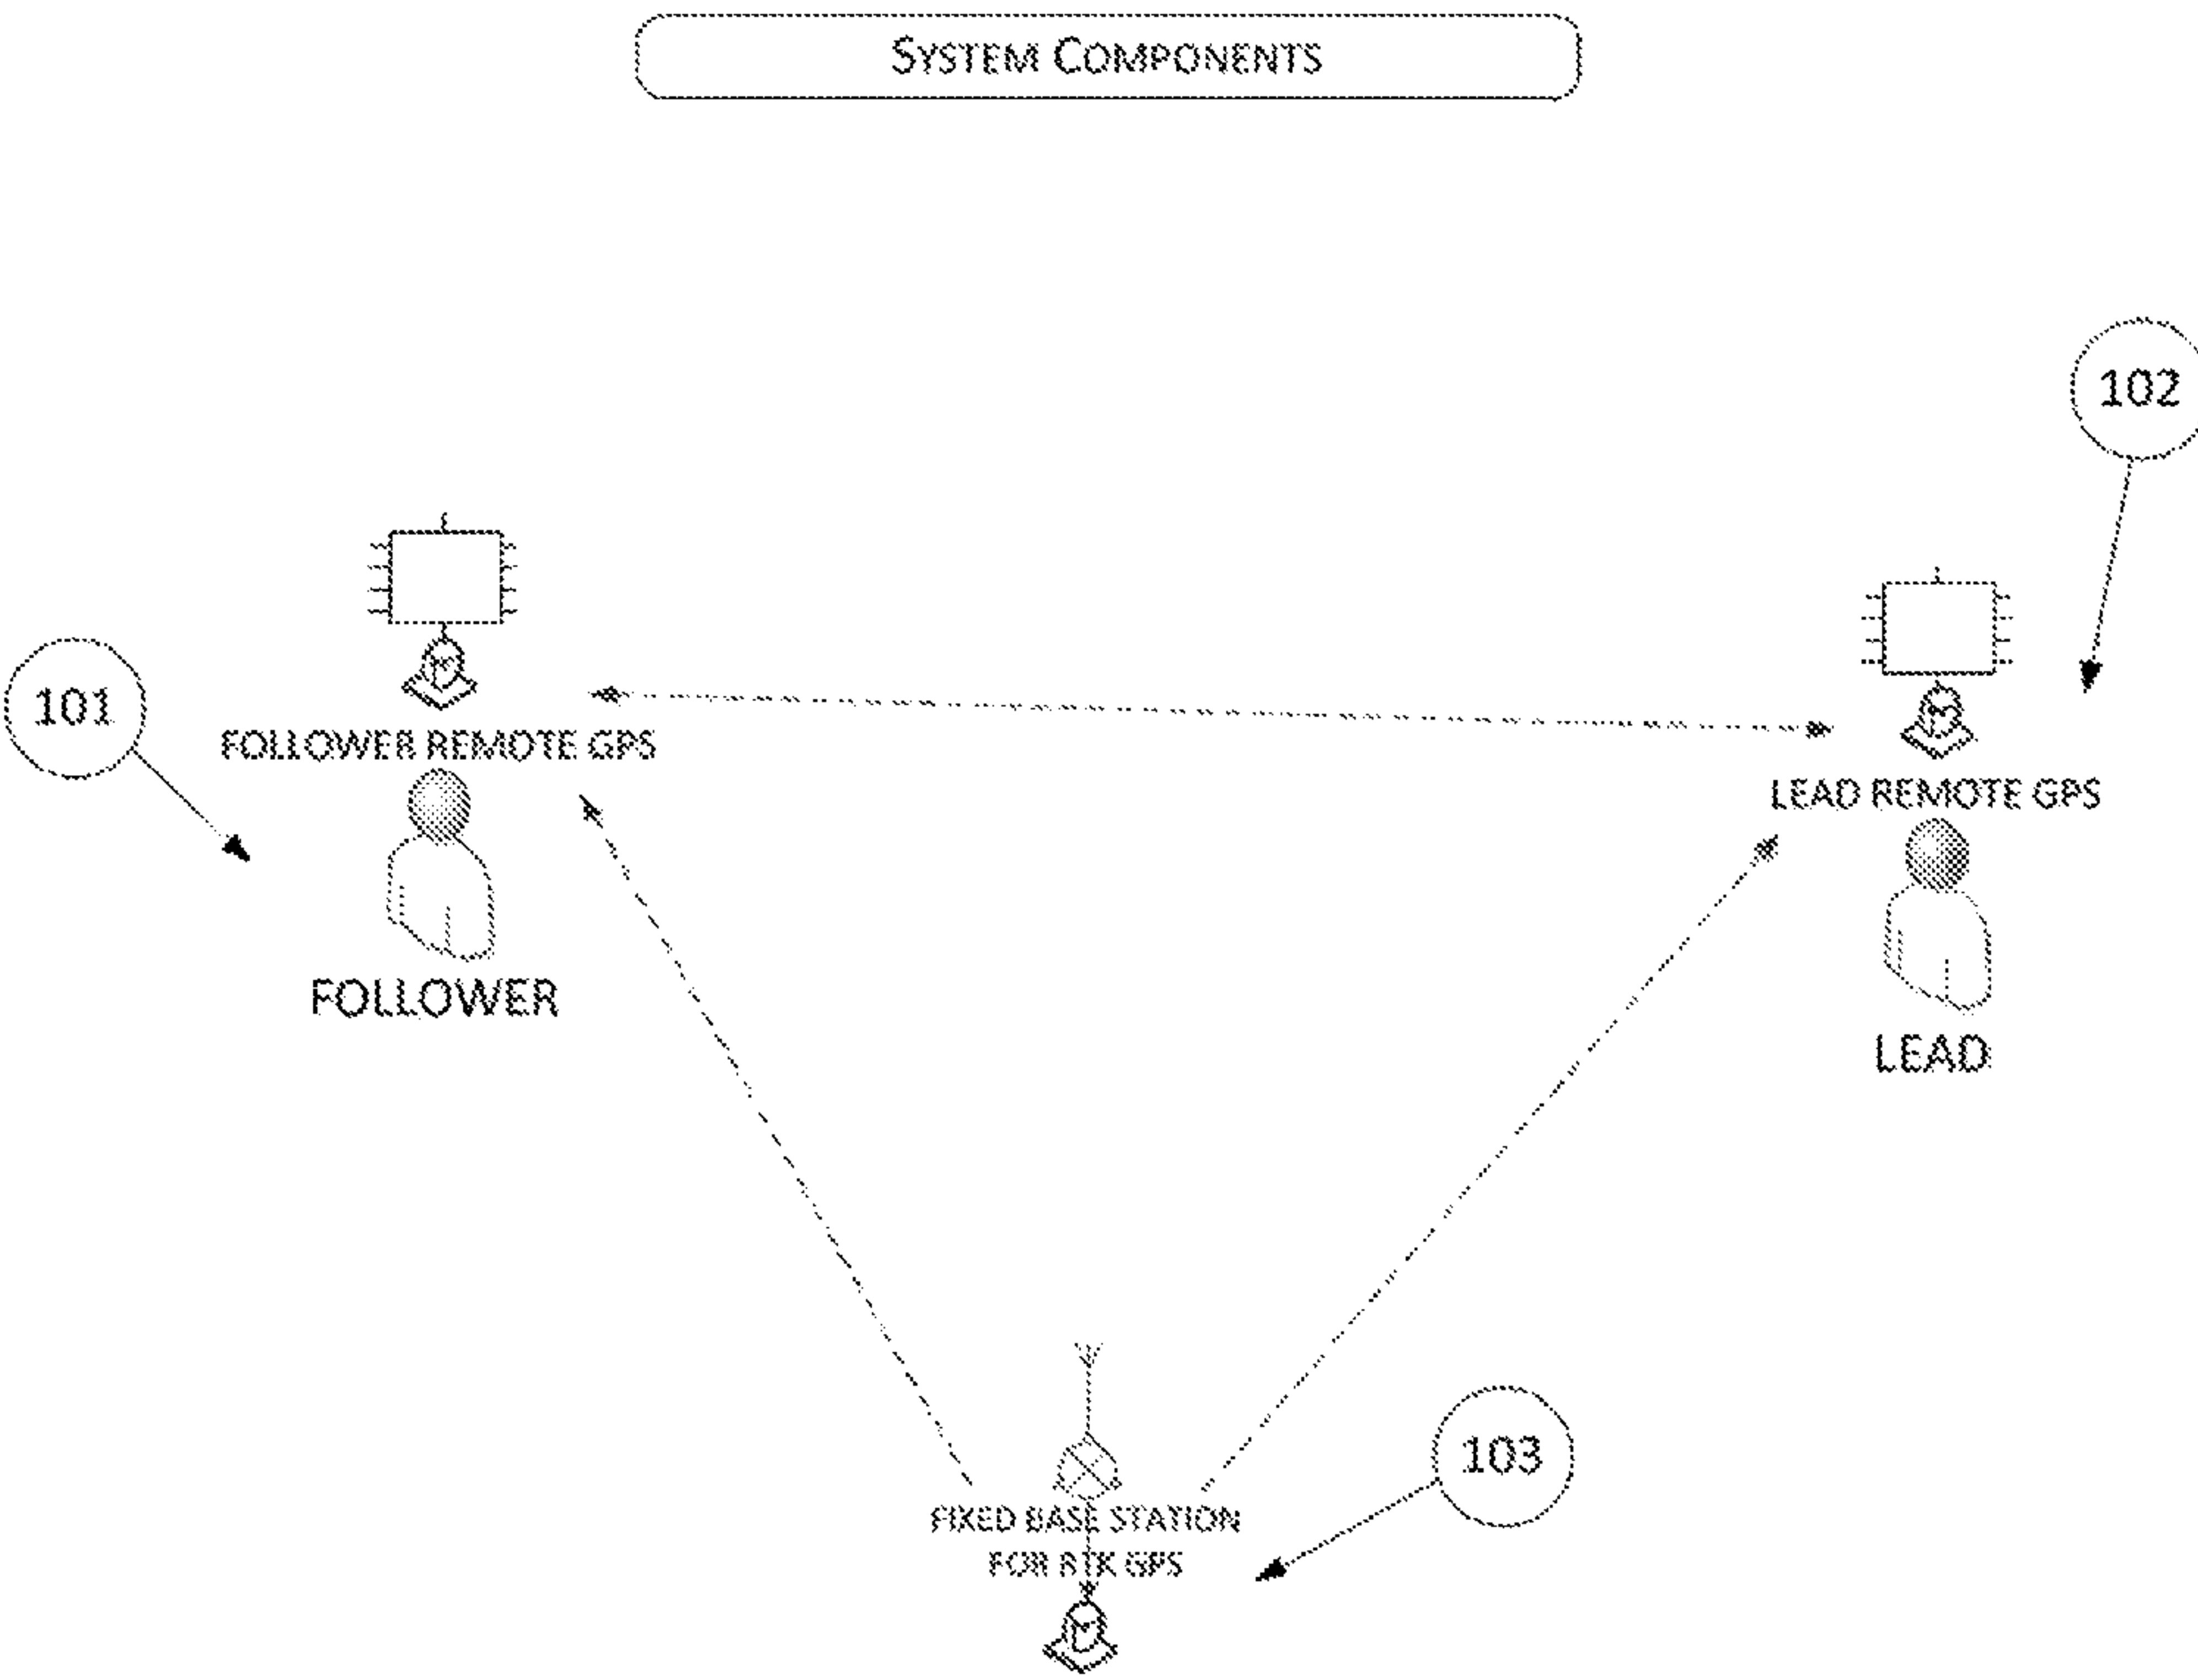 SYSTEM COMPONENTS
102
101
FOLLOWER REMOTE GPS
LEAD REMOTE GPS
FOLLOWER
LEAD
103
FIXED BASE STATION
FOR RTK GPS